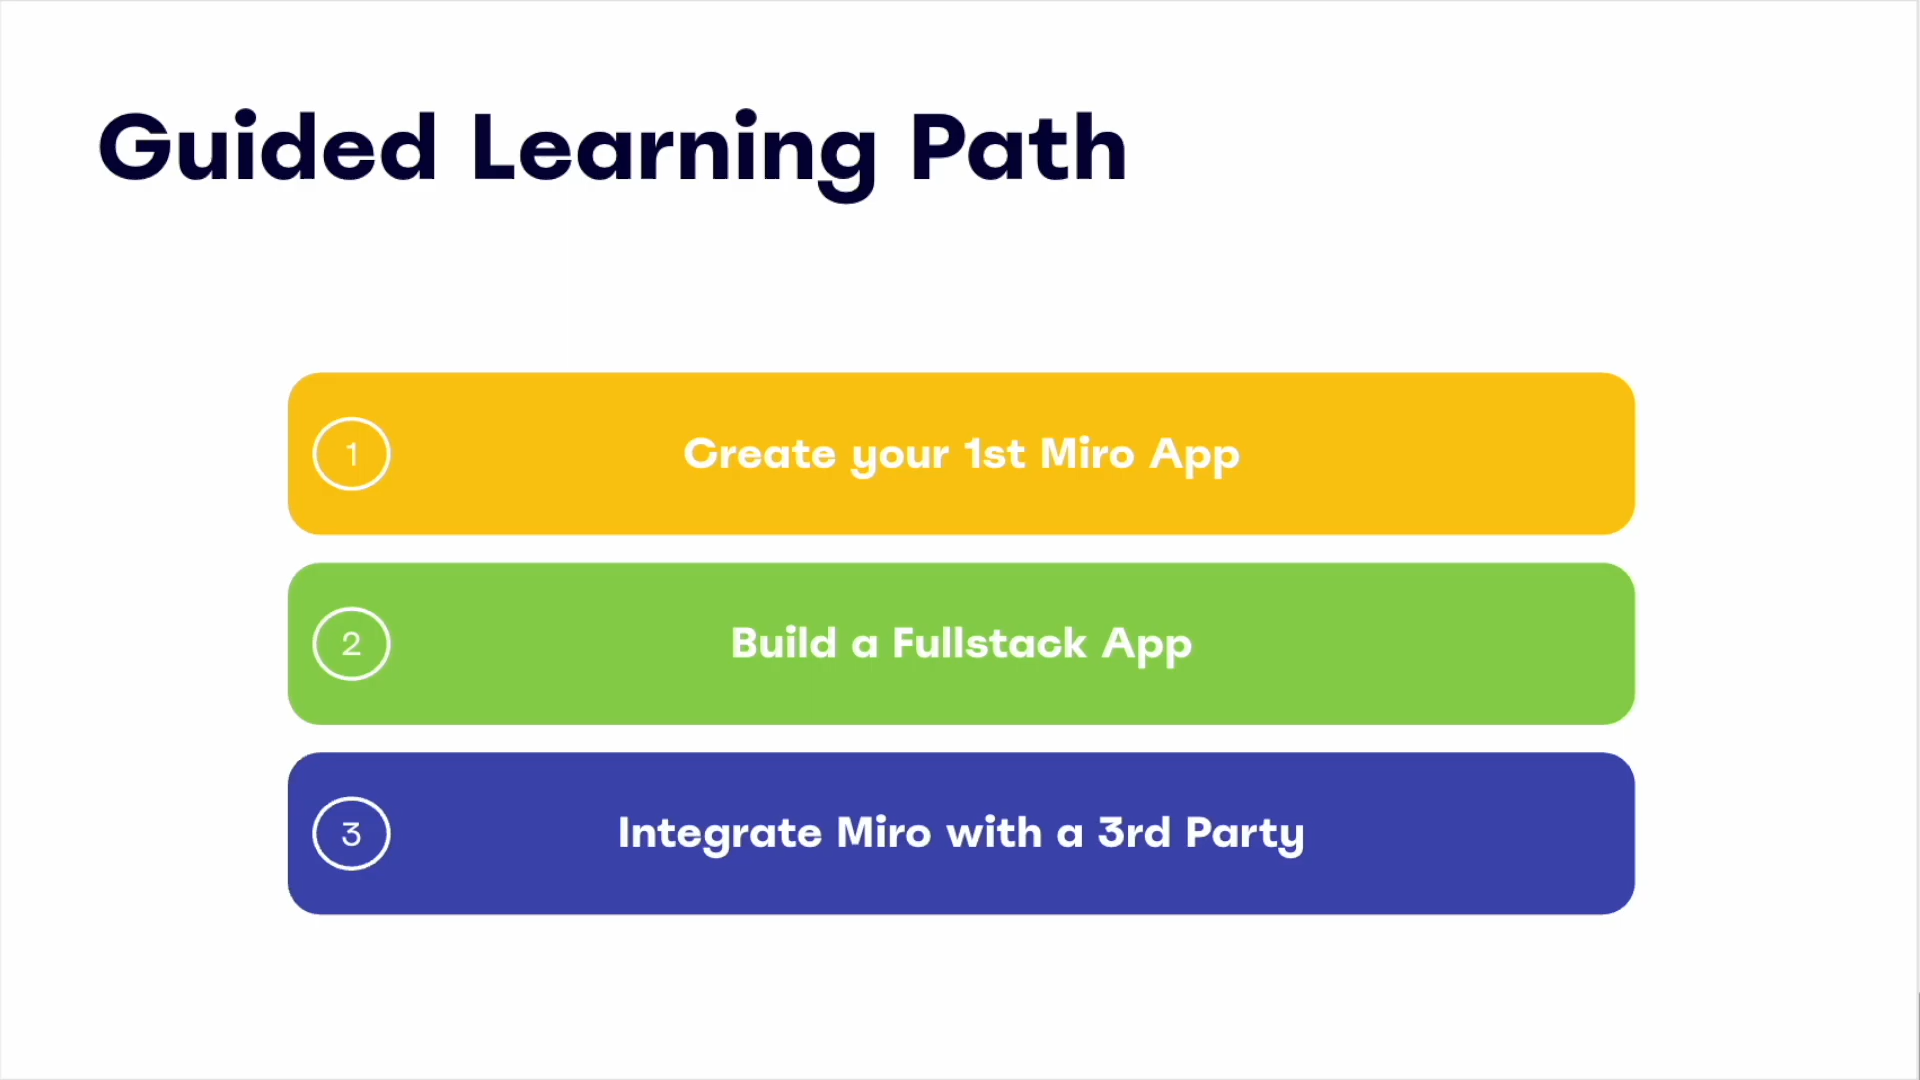 Guided Learning Path
1
Create your 1st Miro App
2
Build a Fullstack App
3
Integrate Miro with a 3rd Party